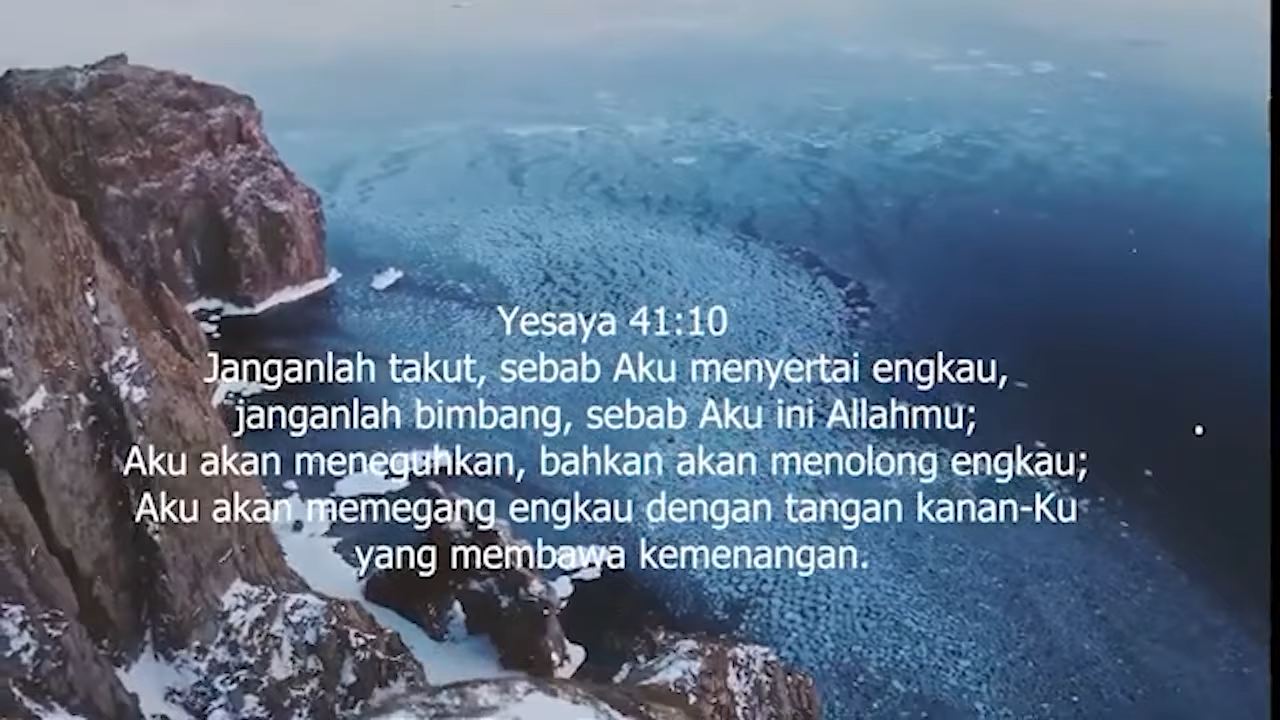 Yesaya 41:10
Janganlah takut, sebab Aku menyertai engkau,
janganlah bimbang, sebab Aku ini Allahmu;
Aku akan meneguhkan, bahkan akan menolong engkau;
Aku akan memegang engkau dengan tangan kanan-Ku
yang membawa kemenangan.